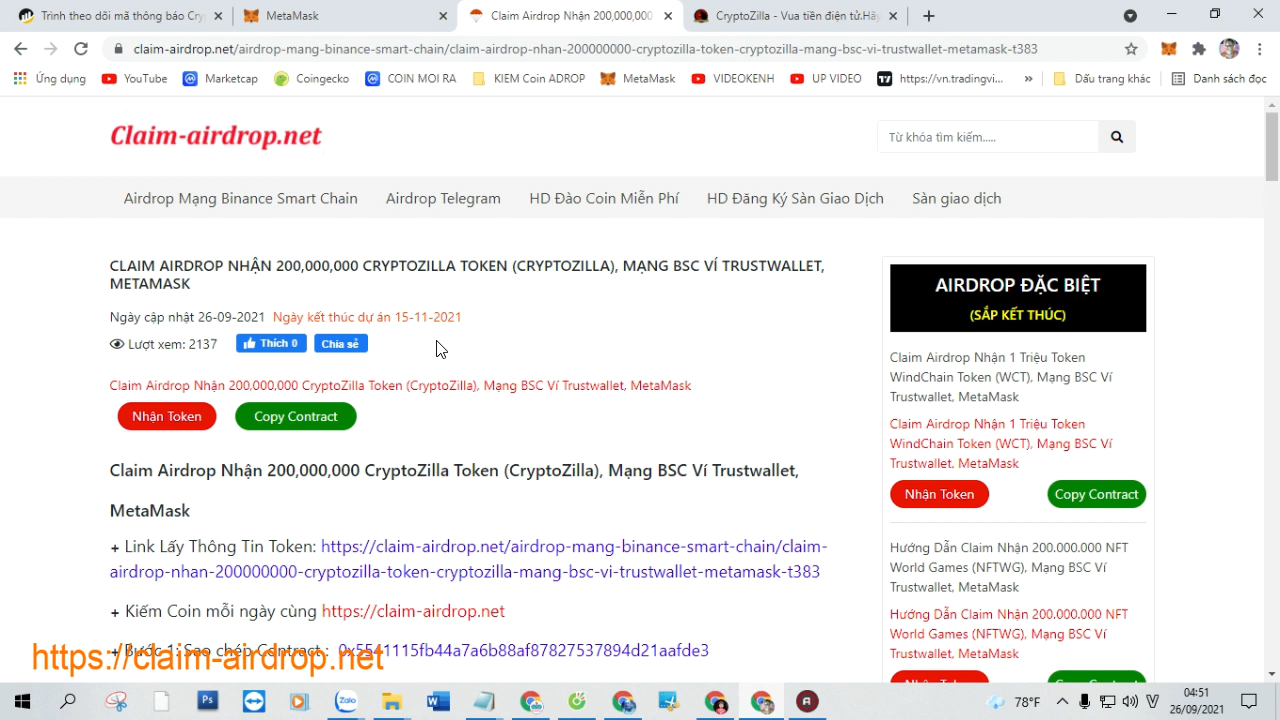 Trình theo dõi mã thông báo Cry
MetaMask
Claim Airdrop Nhận 200,000,000
CryptoZilla - Vua tiền điện tử.Hãy
claim-airdrop.net/airdrop-mang-binance-smart-chain/claim-airdrop-nhan-200000000-cryptozilla-token-cryptozilla-mang-bsc-vi-trustwallet-metamask-t383
Ứng dụng
YouTube
Marketcap
Coingecko
COIN MOI RA
KIEM Coin ADROP
MetaMask
VIDEOKENH
UP VIDEO
https://vn.tradingvi...
»
Dấu trang khác
Danh sách đọc
Claim-airdrop.net
Từ khóa tìm kiếm.....
Airdrop Mạng Binance Smart Chain
Airdrop Telegram
HD Đào Coin Miễn Phí
HD Đăng Ký Sàn Giao Dịch
Sàn giao dịch
CLAIM AIRDROP NHẬN 200,000,000 CRYPTOZILLA TOKEN (CRYPTOZILLA), MẠNG BSC VÍ TRUSTWALLET,
METAMASK
Ngày cập nhật 26-09-2021 Ngày kết thúc dự án 15-11-2021
Lượt xem: 2137
Thích 0
Chia sẻ
Claim Airdrop Nhận 200,000,000 CryptoZilla Token (CryptoZilla), Mạng BSC Ví Trustwallet, MetaMask
Nhận Token
Copy Contract
Claim Airdrop Nhận 200,000,000 CryptoZilla Token (CryptoZilla), Mạng BSC Ví Trustwallet,
MetaMask
+ Link Lấy Thông Tin Token: https://claim-airdrop.net/airdrop-mang-binance-smart-chain/claim-
airdrop-nhan-200000000-cryptozilla-token-cryptozilla-mang-bsc-vi-trustwallet-metamask-t383
+ Kiếm Coin mỗi ngày cùng https://claim-airdrop.net
+ Bước 1: Sao chép Contract : 0x5541115fb44a7a6b88af87827537894d21aafde3
https://claim-airdrop.net
AIRDROP ĐẶC BIỆT
(SẮP KẾT THÚC)
Claim Airdrop Nhận 1 Triệu Token
WindChain Token (WCT), Mạng BSC Ví
Trustwallet, MetaMask
Claim Airdrop Nhận 1 Triệu Token
WindChain Token (WCT), Mạng BSC Ví
Trustwallet, MetaMask
Nhận Token
Copy Contract
Hướng Dẫn Claim Nhận 200.000.000 NFT
World Games (NFTWG), Mạng BSC Ví
Trustwallet, MetaMask
Hướng Dẫn Claim Nhận 200.000.000 NFT
World Games (NFTWG), Mạng BSC Ví
Trustwallet, MetaMask
Nhận Token
Copy Contract
Zalo
78°F
04:51
26/09/2021